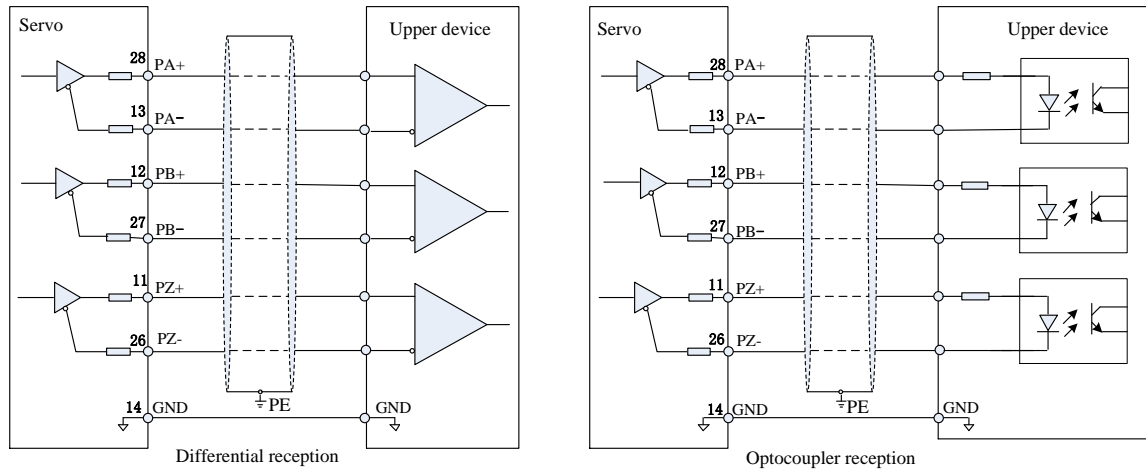 Servo
Upper device
28 PA+
13 PA−
12 PB+
27 PB−
11 PZ+
26 PZ-
PE
14 GND
GND
Differential reception
Servo
Upper device
28 PA+
13 PA−
12 PB+
27 PB−
11 PZ+
26 PZ-
PE
14 GND
GND
Optocoupler reception